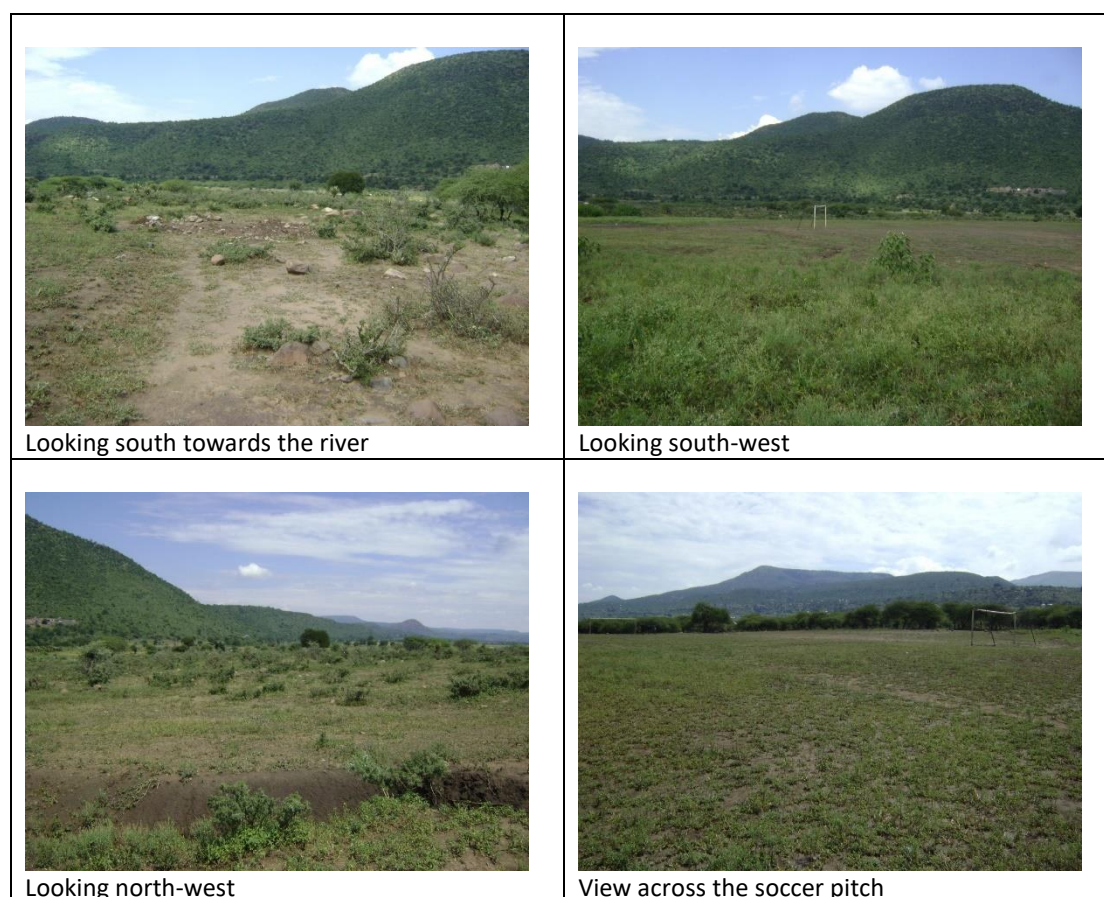 Looking south towards the river
Looking south-west
Looking north-west
View across the soccer pitch